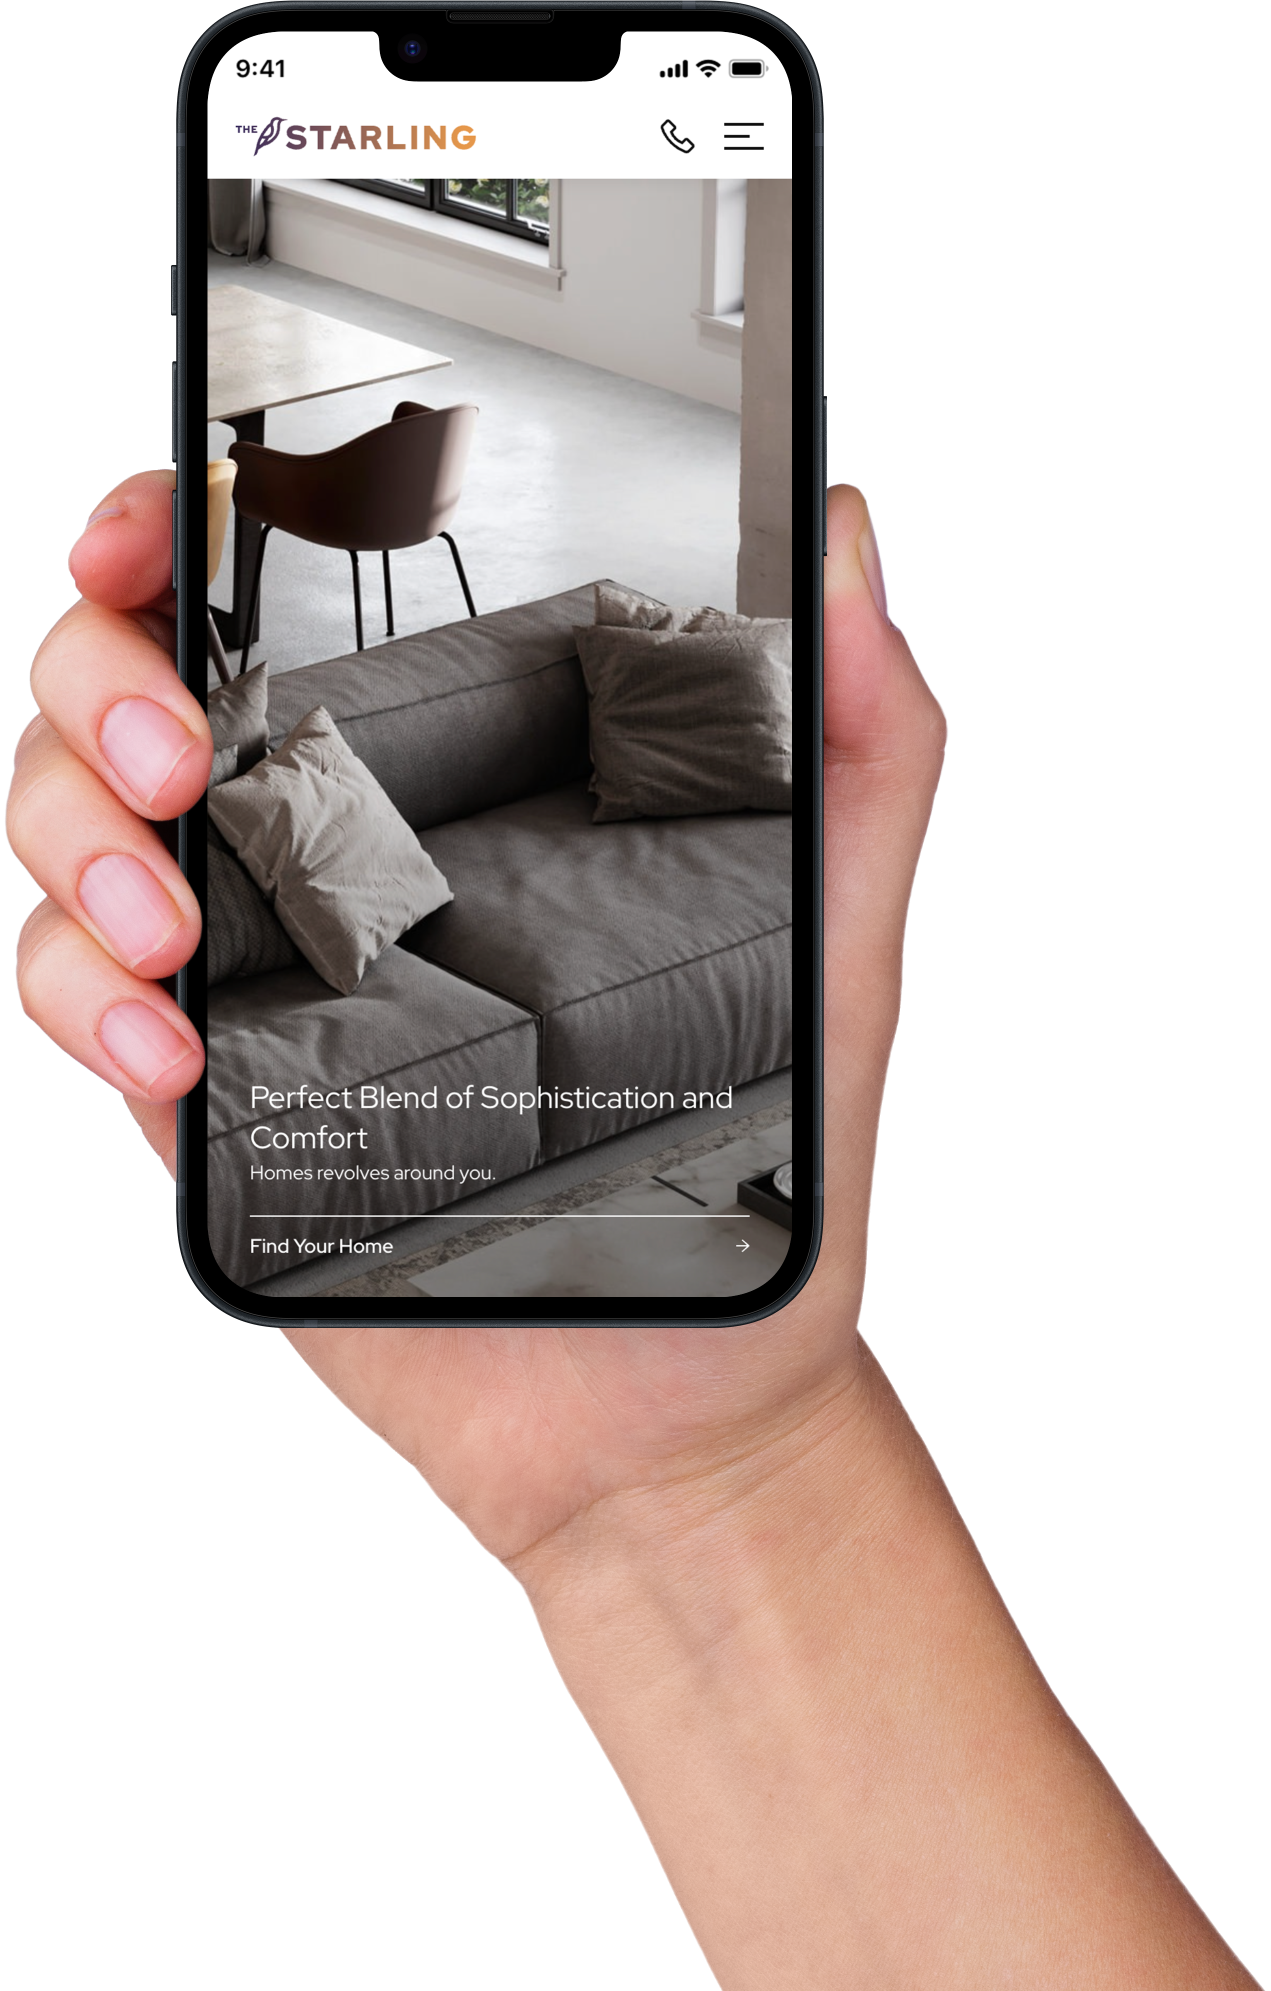 9:41
THE STARLING
Perfect Blend of Sophistication and
Comfort
Homes revolves around you.
Find Your Home